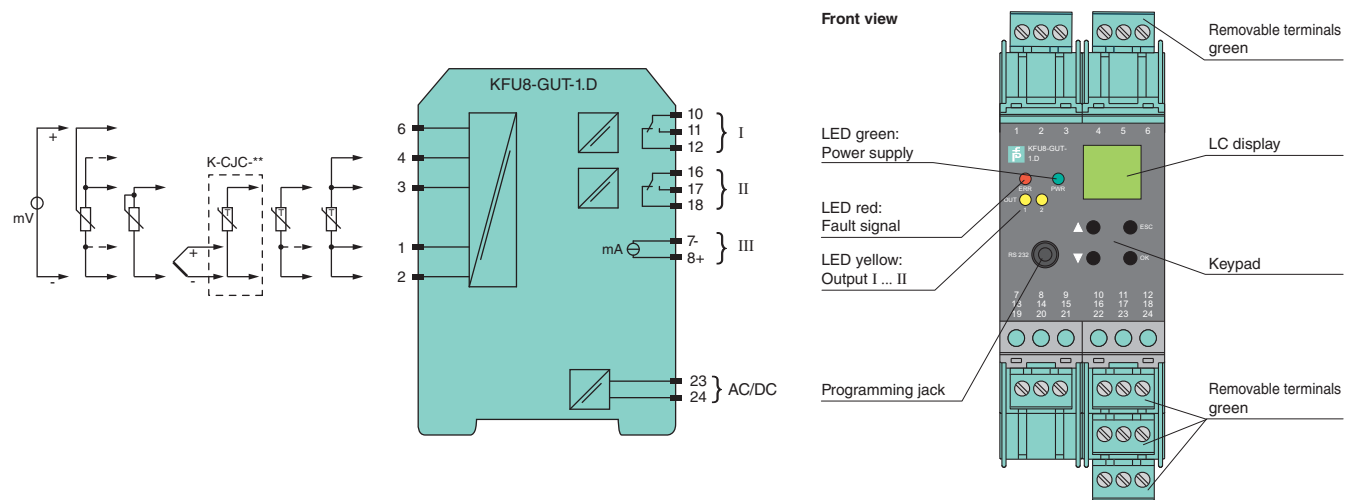 KFU8-GUT-1.D
K-CJC-**
mV
+
-
+
-
T
T
T
6
4
3
1
2
10
11
12
I
16
17
18
II
mA
7-
8+
III
23
24
AC/DC
Front view
Removable terminals
green
LED green:
Power supply
LC display
LED red:
Fault signal
LED yellow:
Output I ... II
Keypad
Programming jack
Removable terminals
green
1 2 3 4 5 6
KFU8-GUT-
1.D
ERR PWR
OUT
1 2
ESC
RS 232
OK
7 8 9 10 11 12
13 14 15 16 17 18
19 20 21 22 23 24